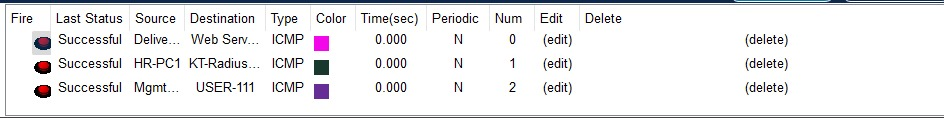 Fire Last Status Source Destination Type Color Time(sec) Periodic Num Edit Delete
Successful Delive... Web Serv... ICMP 0.000 N 0 (edit) (delete)
Successful HR-PC1 KT-Radius... ICMP 0.000 N 1 (edit) (delete)
Successful Mgmt... USER-111 ICMP 0.000 N 2 (edit) (delete)